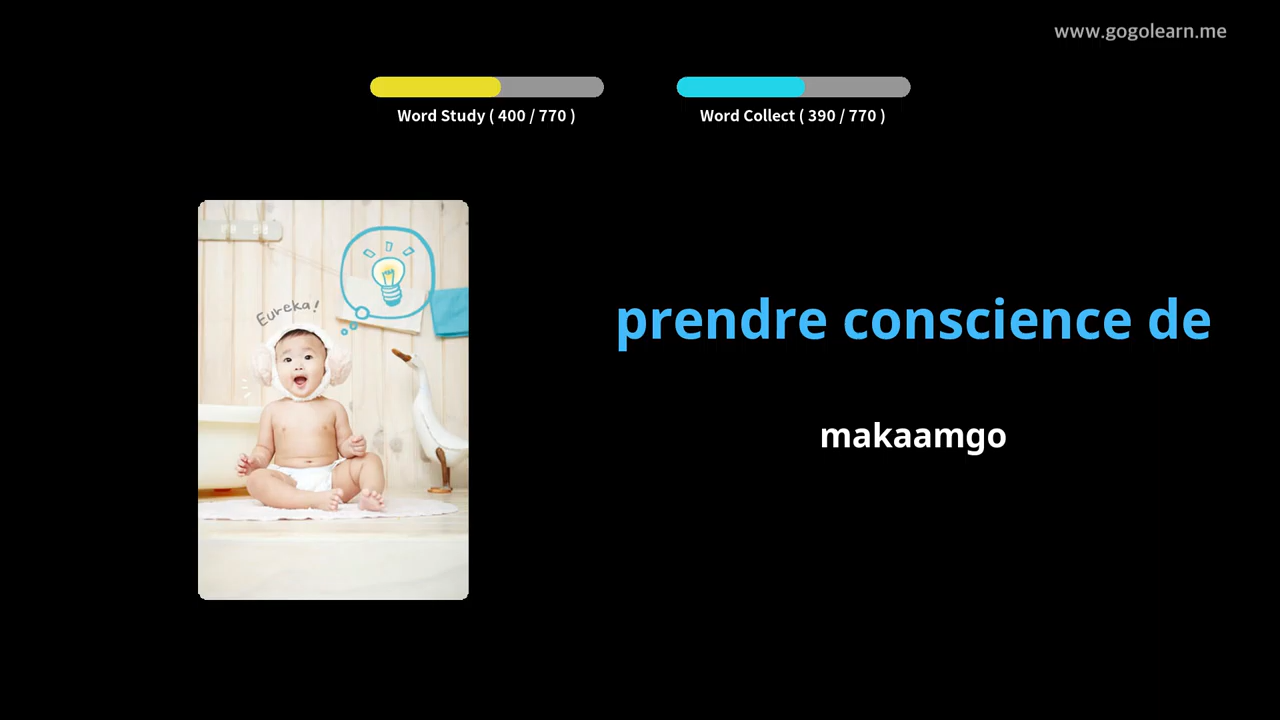 www.gogolearn.me
Word Study ( 400 / 770 )
Word Collect ( 390 / 770 )
Eureka!
prendre conscience de
makaamgo